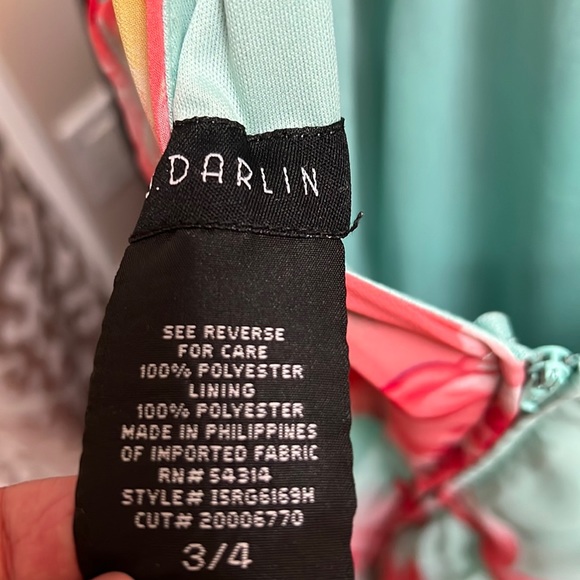 J. DARLIN
SEE REVERSE
FOR CARE
100% POLYESTER
LINING
100% POLYESTER
MADE IN PHILIPPINES
OF IMPORTED FABRIC
RN# 54314
STYLE# ISRG6169H
CUT# 20006770
3/4